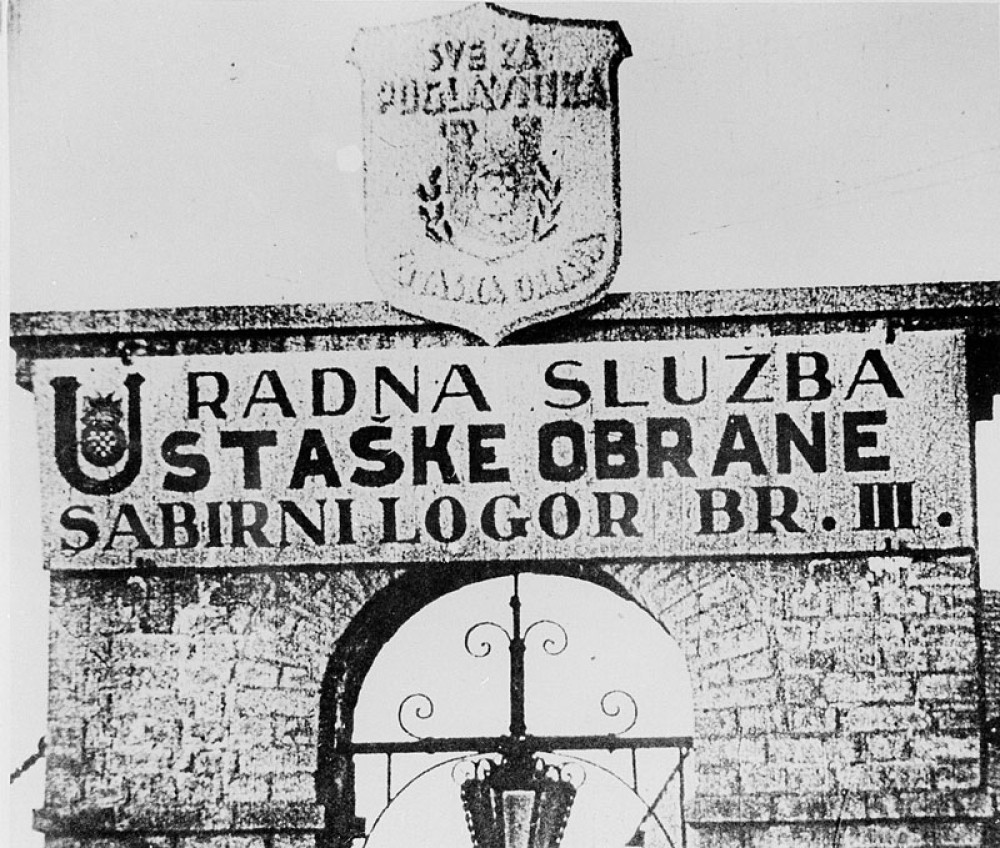 SVE ZA
POGLAVNIKA
RADNA SLUŽBA
USTAŠKE OBRANE
SABIRNI LOGOR BR. III.